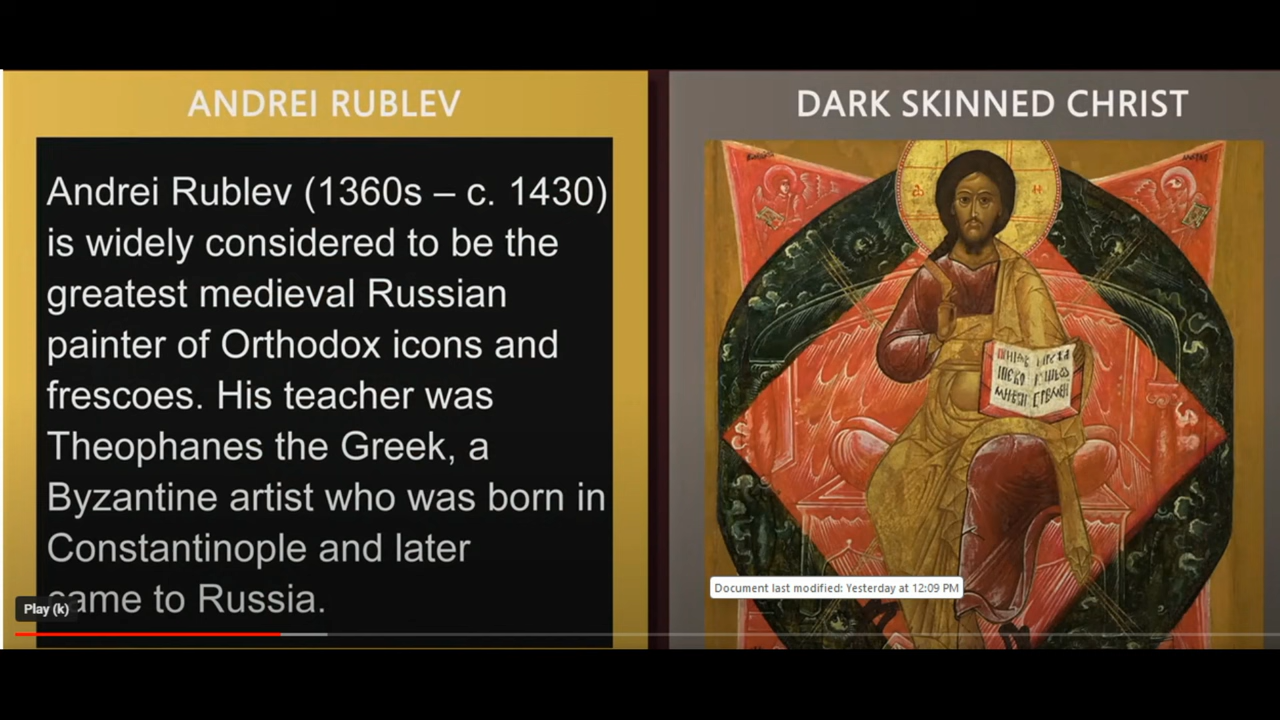 ANDREI RUBLEV
Andrei Rublev (1360s – c. 1430)
is widely considered to be the
greatest medieval Russian
painter of Orthodox icons and
frescoes. His teacher was
Theophanes the Greek, a
Byzantine artist who was born in
Constantinople and later
came to Russia.
Play (k)
DARK SKINNED CHRIST
Document last modified: Yesterday at 12:09 PM